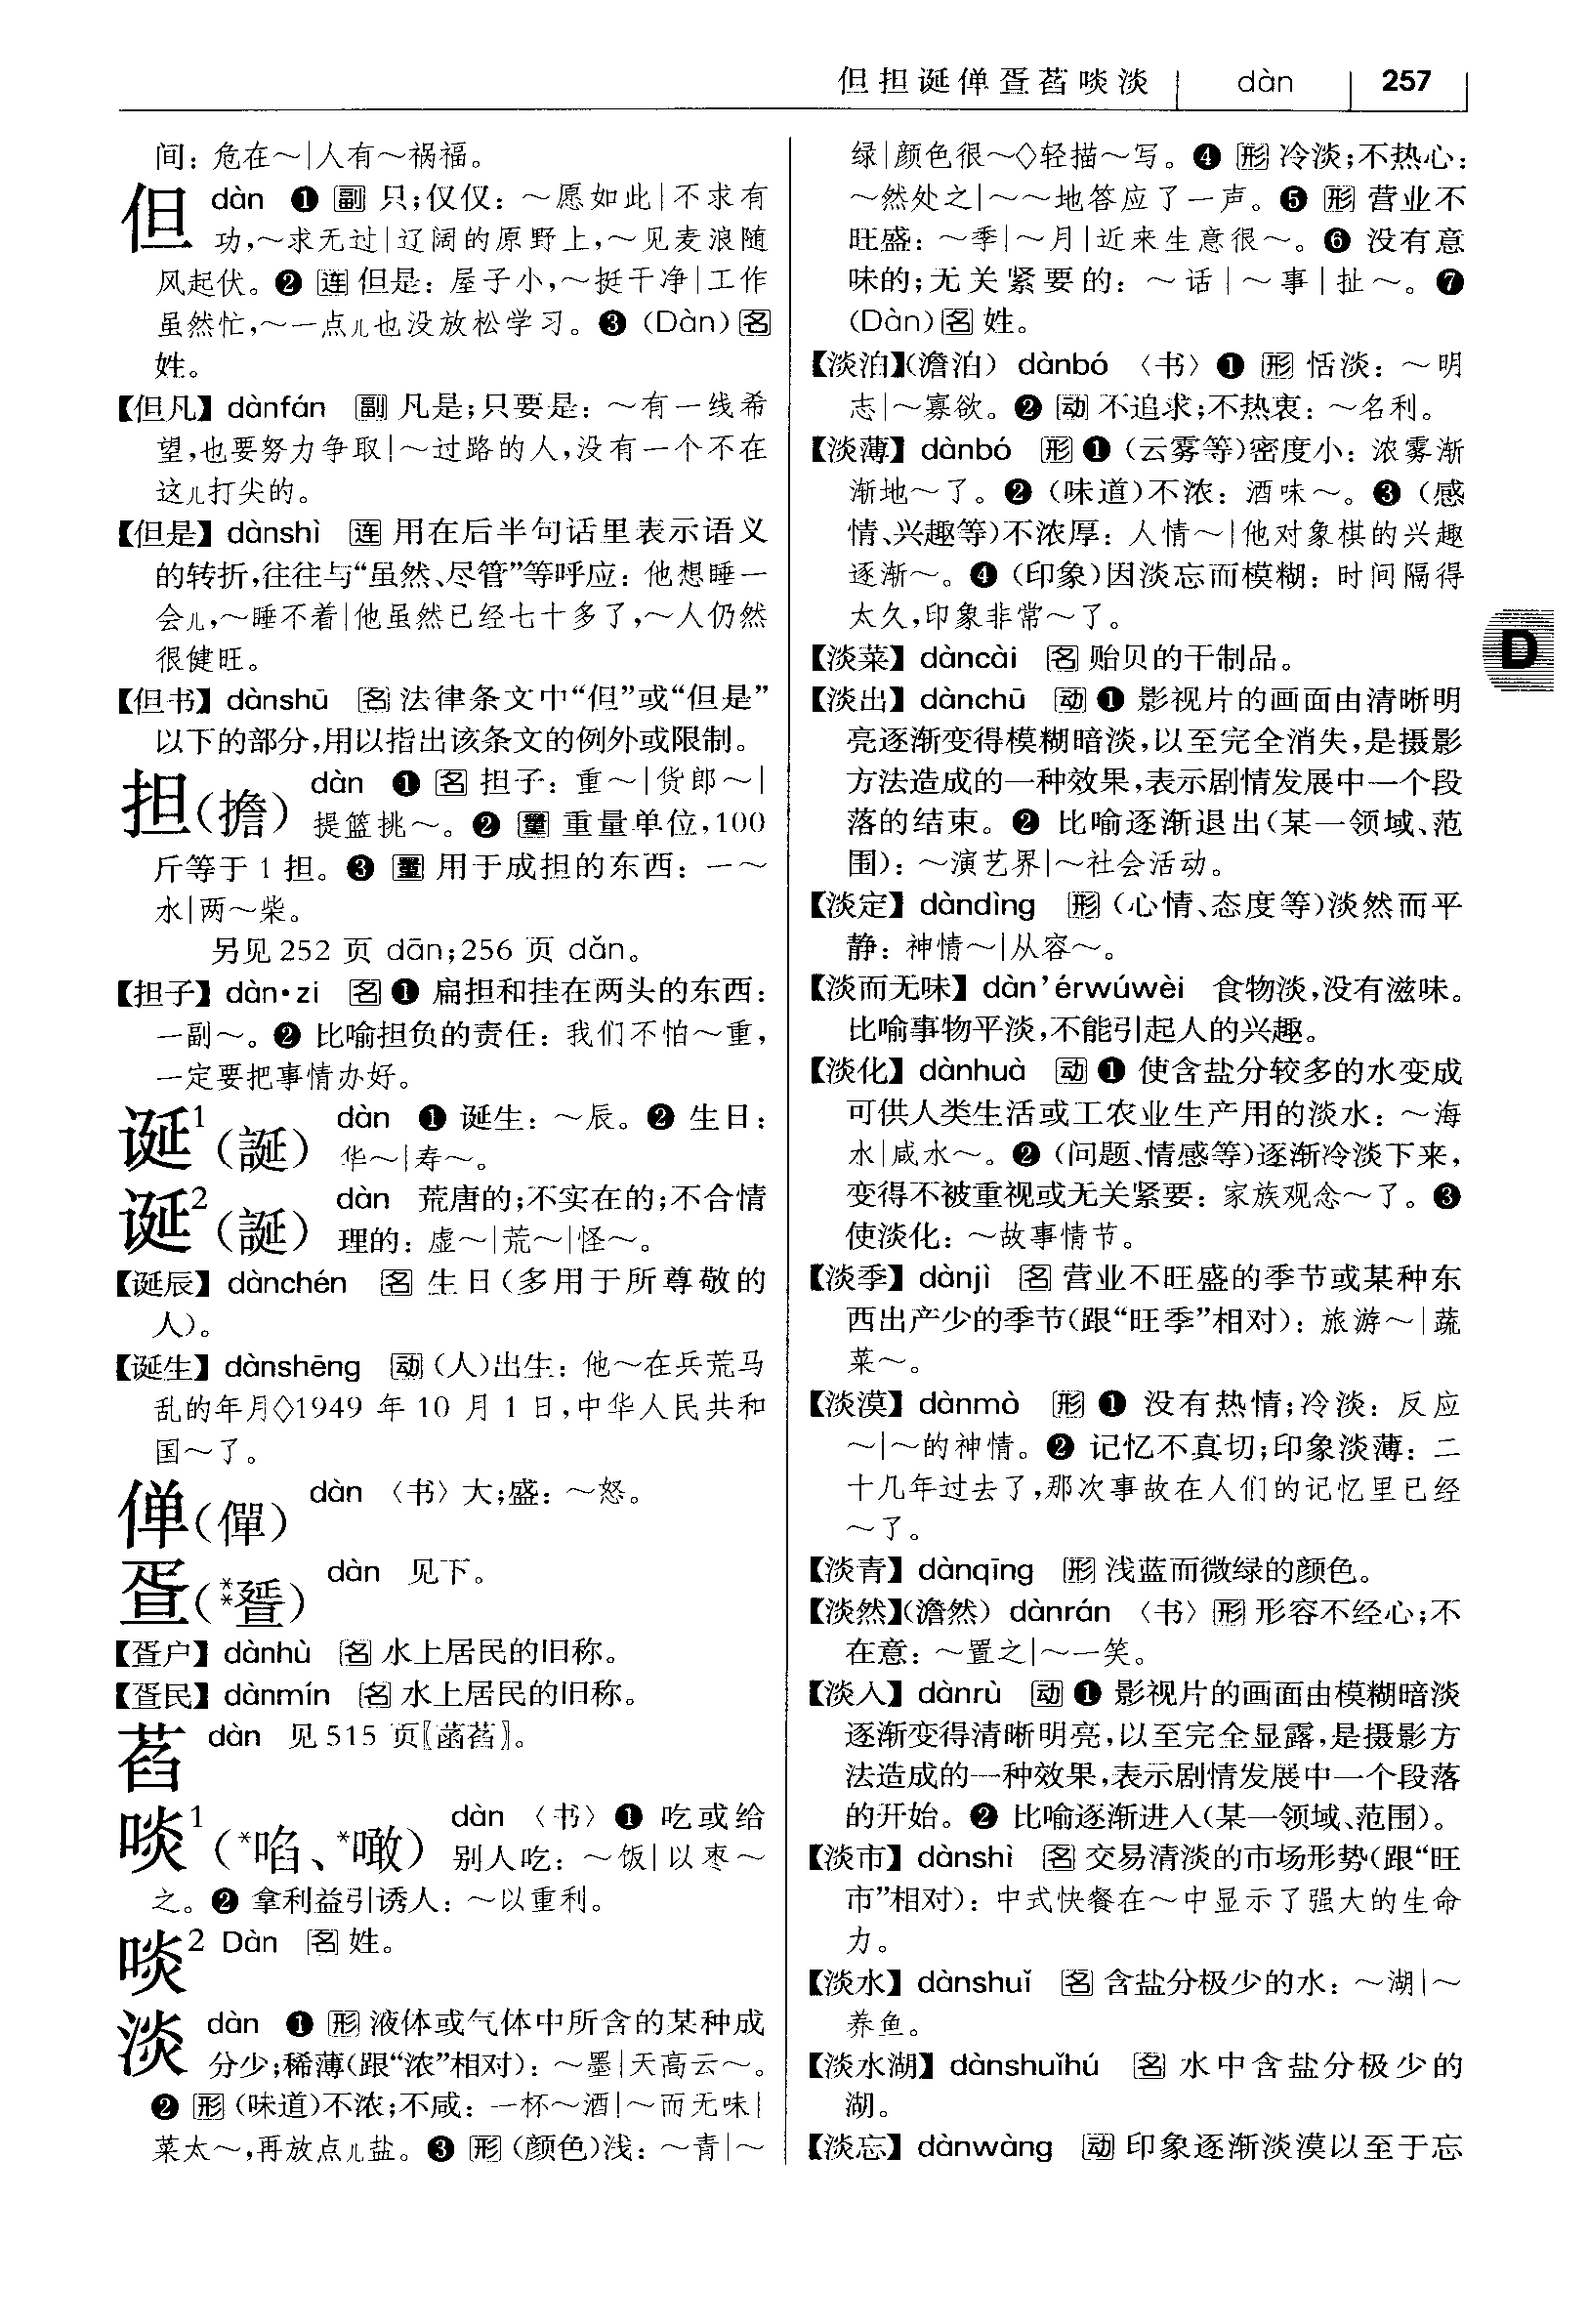 但担诞僤疍萏啖淡 dàn 257
间：危在～|人有～祸福。
但 dàn ❶ 副 只；仅仅：～愿如此|不求有
功，～求无过|辽阔的原野上，～见麦浪随
风起伏。❷ 连 但是：屋子小，～挺干净|工作
虽然忙，～一点儿也没放松学习。❸（Dàn）名
姓。
【但凡】dànfán 副 凡是；只要是：～有一线希
望，也要努力争取|～过路的人，没有一个不在
这儿打尖的。
【但是】dànshì 连 用在后半句话里表示语义
的转折，往往与“虽然、尽管”等呼应：他想睡一
会儿，～睡不着|他虽然已经七十多了，～人仍然
很健旺。
【但书】dànshū 名 法律条文中“但”或“但是”
以下的部分，用以指出该条文的例外或限制。
担（擔） dàn ❶ 名 担子：重～|货郎～|
提篮挑～。❷ 量 重量单位，100
斤等于 1 担。❸ 量 用于成担的东西：一～
水|两～柴。
另见 252 页 dān；256 页 dǎn。
【担子】dàn·zi 名 ❶ 扁担和挂在两头的东西：
一副～。❷ 比喻担负的责任：我们不怕～重，
一定要把事情办好。
诞¹（誕） dàn ❶ 诞生：～辰。❷ 生日：
华～|寿～。
诞²（誕） dàn 荒唐的；不实在的；不合情
理的：虚～|荒～|怪～。
【诞辰】dànchén 名 生日（多用于所尊敬的
人）。
【诞生】dànshēng 动（人）出生：他～在兵荒马
乱的年月◇1949 年 10 月 1 日，中华人民共和
国～了。
僤（僤） dàn 〈书〉大；盛：～怒。
疍（**蜑） dàn 见下。
【疍户】dànhù 名 水上居民的旧称。
【疍民】dànmín 名 水上居民的旧称。
萏 dàn 见 515 页〖菡萏〗。
啖¹（*啗、*噉） dàn 〈书〉❶ 吃或给
别人吃：～饭|以枣～
之。❷ 拿利益引诱人：～以重利。
啖² Dàn 名 姓。
淡 dàn ❶ 形 液体或气体中所含的某种成
分少；稀薄（跟“浓”相对）：～墨|天高云～。
❷ 形（味道）不浓；不咸：一杯～酒|～而无味|
菜太～，再放点儿盐。❸ 形（颜色）浅：～青|～
绿|颜色很～◇轻描～写。❹ 形 冷淡；不热心：
～然处之|～～地答应了一声。❺ 形 营业不
旺盛：～季|～月|近来生意很～。❻ 没有意
味的；无关紧要的：～话|～事|扯～。❼
（Dàn）名 姓。
【淡泊】（澹泊）dànbó 〈书〉❶ 形 恬淡：～明
志|～寡欲。❷ 动 不追求；不热衷：～名利。
【淡薄】dànbó 形 ❶（云雾等）密度小：浓雾渐
渐地～了。❷（味道）不浓：酒味～。❸（感
情、兴趣等）不浓厚：人情～|他对象棋的兴趣
逐渐～。❹（印象）因淡忘而模糊：时间隔得
太久，印象非常～了。
【淡菜】dàncài 名 贻贝的干制品。
【淡出】dànchū 动 ❶ 影视片的画面由清晰明
亮逐渐变得模糊暗淡，以至完全消失，是摄影
方法造成的一种效果，表示剧情发展中一个段
落的结束。❷ 比喻逐渐退出（某一领域、范
围）：～演艺界|～社会活动。
【淡定】dàndìng 形（心情、态度等）淡然而平
静：神情～|从容～。
【淡而无味】dàn’érwúwèi 食物淡，没有滋味。
比喻事物平淡，不能引起人的兴趣。
【淡化】dànhuà 动 ❶ 使含盐分较多的水变成
可供人类生活或工农业生产用的淡水：～海
水|咸水～。❷（问题、情感等）逐渐冷淡下来，
变得不被重视或无关紧要：家族观念～了。❸
使淡化：～故事情节。
【淡季】dànjì 名 营业不旺盛的季节或某种东
西出产少的季节（跟“旺季”相对）：旅游～|蔬
菜～。
【淡漠】dànmò 形 ❶ 没有热情；冷淡：反应
～|～的神情。❷ 记忆不真切；印象淡薄：二
十几年过去了，那次事故在人们的记忆里已经
～了。
【淡青】dànqīng 形 浅蓝而微绿的颜色。
【淡然】（澹然）dànrán 〈书〉形 形容不经心；不
在意：～置之|～一笑。
【淡入】dànrù 动 ❶ 影视片的画面由模糊暗淡
逐渐变得清晰明亮，以至完全显露，是摄影方
法造成的一种效果，表示剧情发展中一个段落
的开始。❷ 比喻逐渐进入（某一领域、范围）。
【淡市】dànshì 名 交易清淡的市场形势（跟“旺
市”相对）：中式快餐在～中显示了强大的生命
力。
【淡水】dànshuǐ 名 含盐分极少的水：～湖|～
养鱼。
【淡水湖】dànshuǐhú 名 水中含盐分极少的
湖。
【淡忘】dànwàng 动 印象逐渐淡漠以至于忘
D